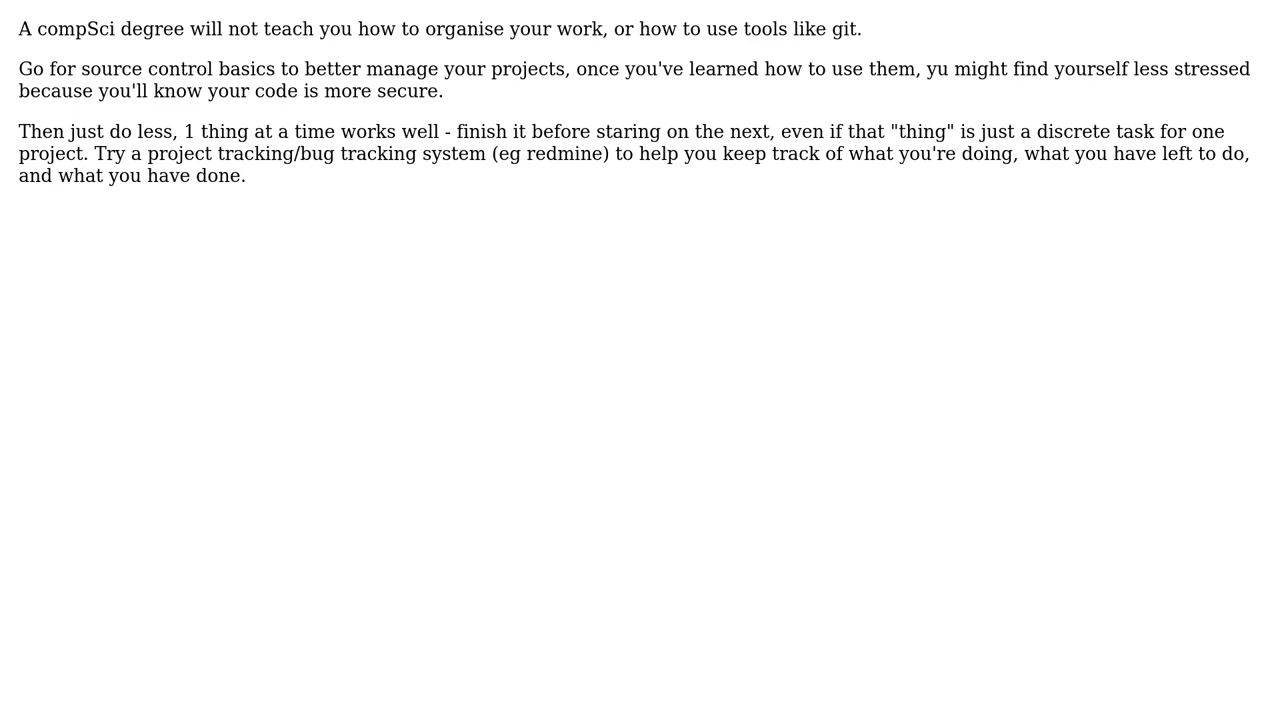 A compSci degree will not teach you how to organise your work, or how to use tools like git.
Go for source control basics to better manage your projects, once you've learned how to use them, yu might find yourself less stressed
because you'll know your code is more secure.
Then just do less, 1 thing at a time works well - finish it before staring on the next, even if that "thing" is just a discrete task for one
project. Try a project tracking/bug tracking system (eg redmine) to help you keep track of what you're doing, what you have left to do,
and what you have done.